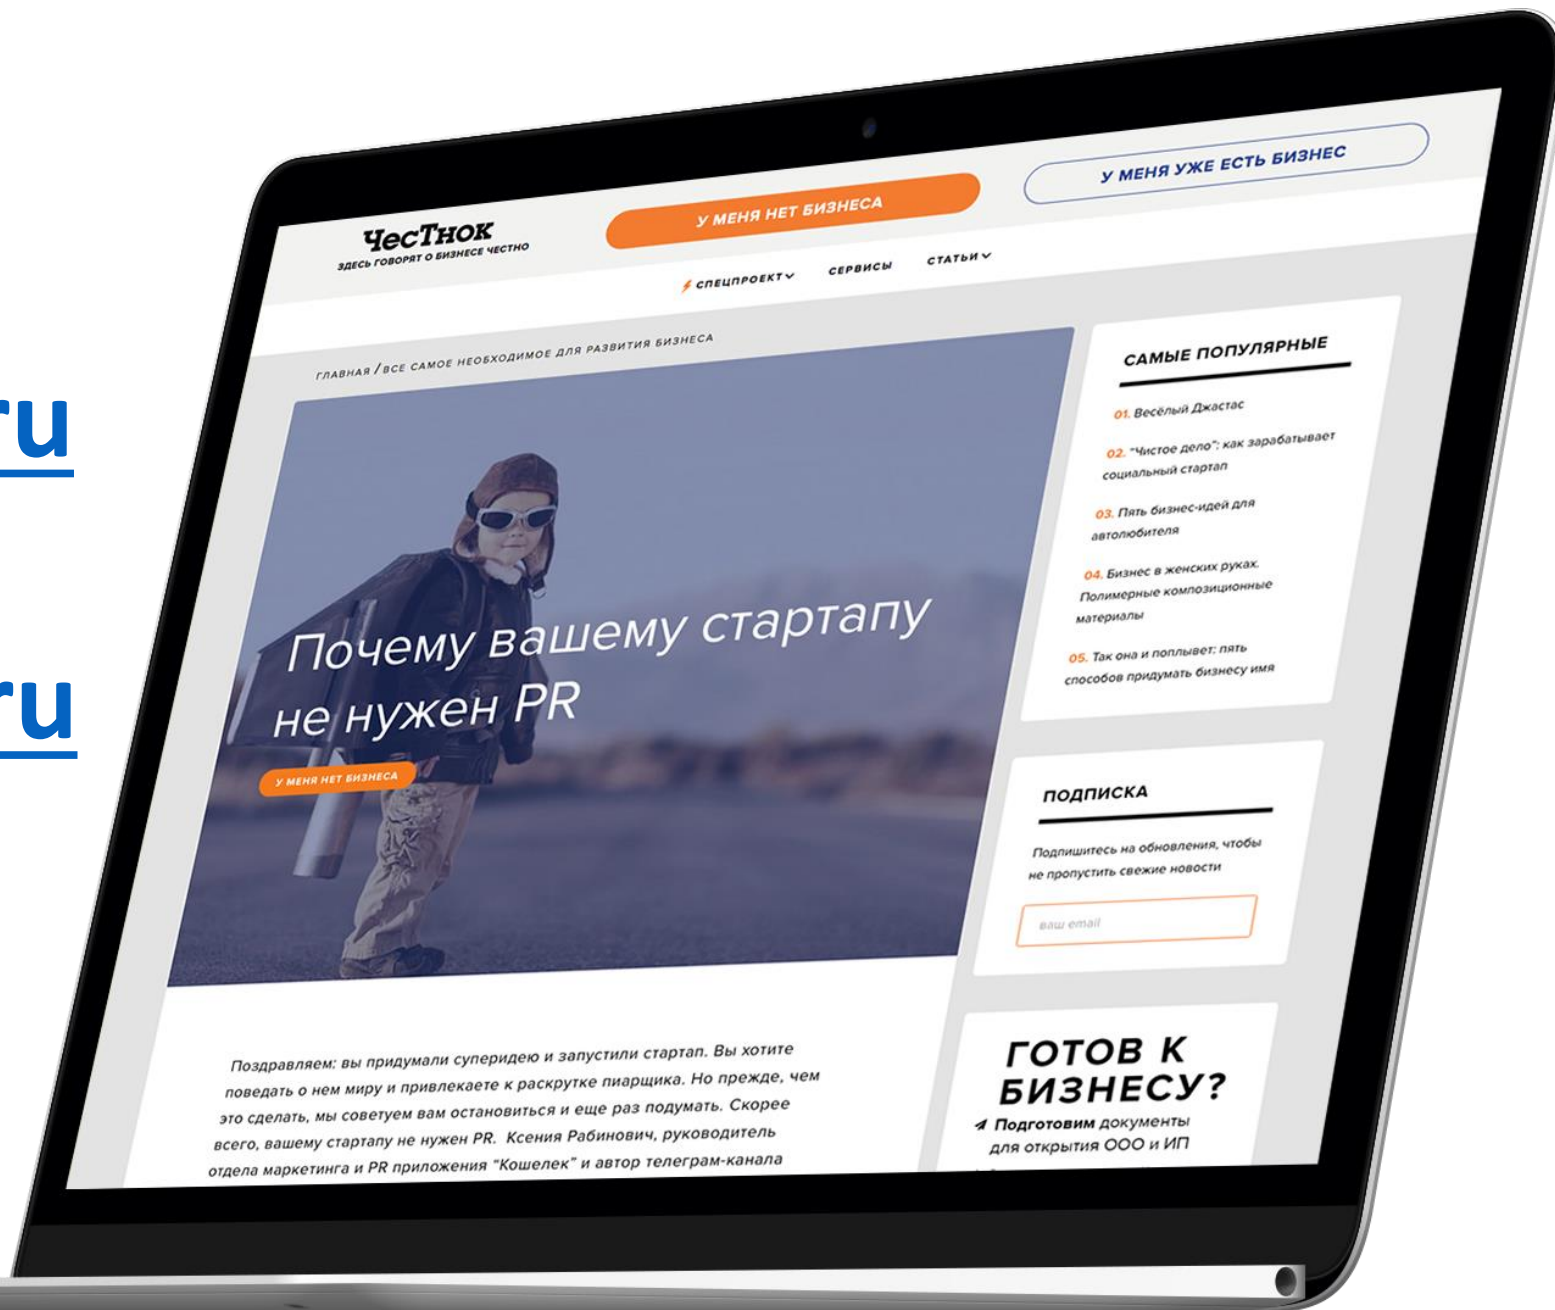 ru
ru
ЧесТнок
ЗДЕСЬ ГОВОРЯТ О БИЗНЕСЕ ЧЕСТНО
У МЕНЯ НЕТ БИЗНЕСА
У МЕНЯ УЖЕ ЕСТЬ БИЗНЕС
СПЕЦПРОЕКТ СЕРВИСЫ СТАТЬИ
ГЛАВНАЯ / ВСЕ САМОЕ НЕОБХОДИМОЕ ДЛЯ РАЗВИТИЯ БИЗНЕСА
Почему вашему стартапу
не нужен PR
У МЕНЯ НЕТ БИЗНЕСА
Поздравляем: вы придумали суперидею и запустили стартап. Вы хотите
поведать о нем миру и привлекаете к раскрутке пиарщика. Но прежде, чем
это сделать, мы советуем вам остановиться и еще раз подумать. Скорее
всего, вашему стартапу не нужен PR. Ксения Рабинович, руководитель
отдела маркетинга и PR приложения "Кошелек" и автор телеграм-канала
САМЫЕ ПОПУЛЯРНЫЕ
01. Весёлый Джастас
02. "Чистое дело": как зарабатывает
социальный стартап
03. Пять бизнес-идей для
автолюбителя
04. Бизнес в женских руках.
Полимерные композиционные
материалы
05. Так она и поплывет: пять
способов придумать бизнесу имя
ПОДПИСКА
Подпишитесь на обновления, чтобы
не пропустить свежие новости
ваш email
ГОТОВ К
БИЗНЕСУ?
Подготовим документы
для открытия ООО и ИП